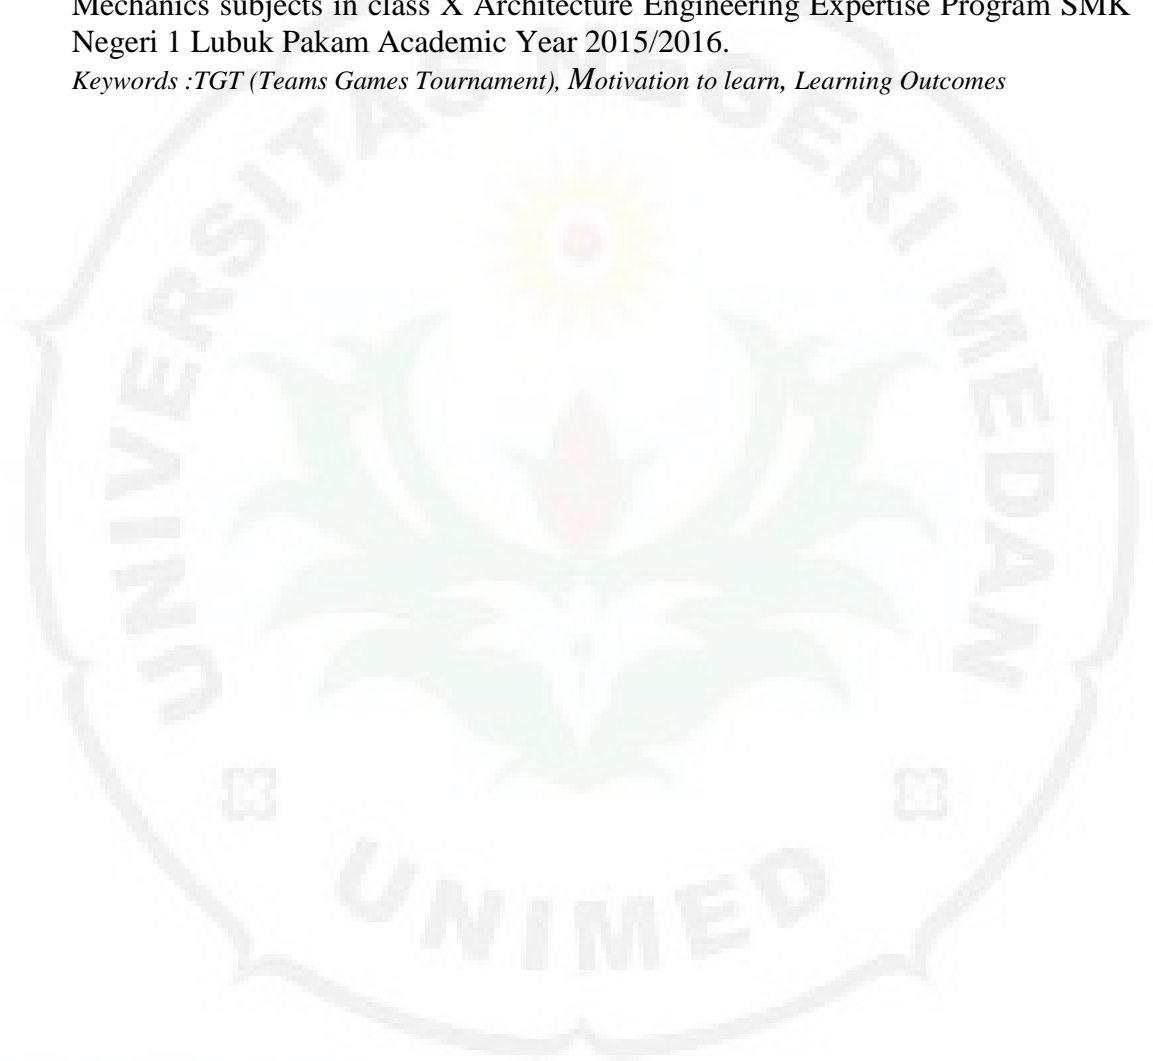 Mechanics subjects in class X Architecture Engineering Expertise Program SMK
Negeri 1 Lubuk Pakam Academic Year 2015/2016.
Keywords :TGT (Teams Games Tournament), Motivation to learn, Learning Outcomes
UNIVERSITAS NEGERI MEDAN
UNIMED